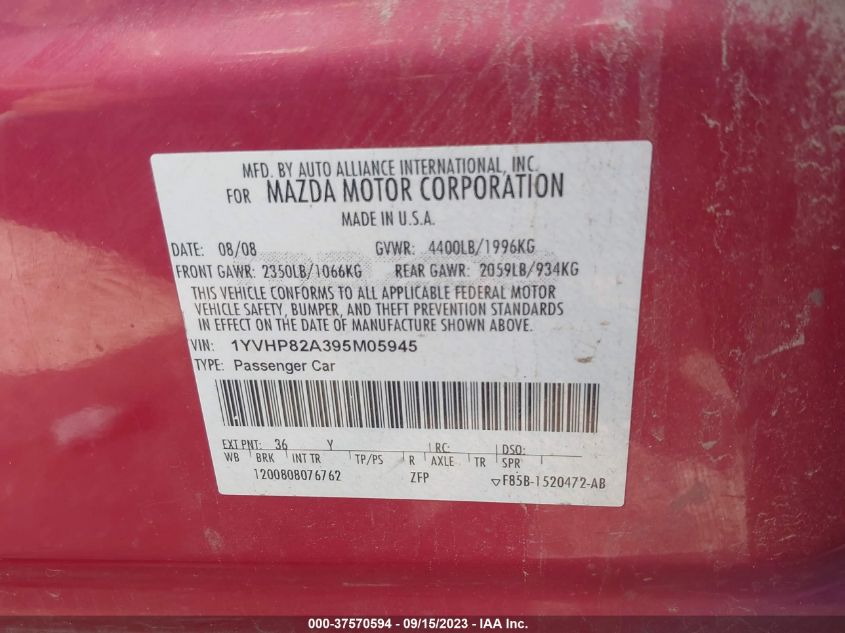 MFD. BY AUTO ALLIANCE INTERNATIONAL, INC.
FOR MAZDA MOTOR CORPORATION
MADE IN U.S.A.
DATE: 08/08 GVWR: 4400LB/1996KG
FRONT GAWR: 2350LB/1066KG REAR GAWR: 2059LB/934KG
THIS VEHICLE CONFORMS TO ALL APPLICABLE FEDERAL MOTOR
VEHICLE SAFETY, BUMPER, AND THEFT PREVENTION STANDARDS
IN EFFECT ON THE DATE OF MANUFACTURE SHOWN ABOVE.
VIN: 1YVHP82A395M05945
TYPE: Passenger Car
EXT PNT: 36 Y RC: DSO:
WB BRK INT TR TP/PS R AXLE TR SPR
1200808076762 ZFP ▽F85B-1520472-AB
000-37570594 - 09/15/2023 - IAA Inc.